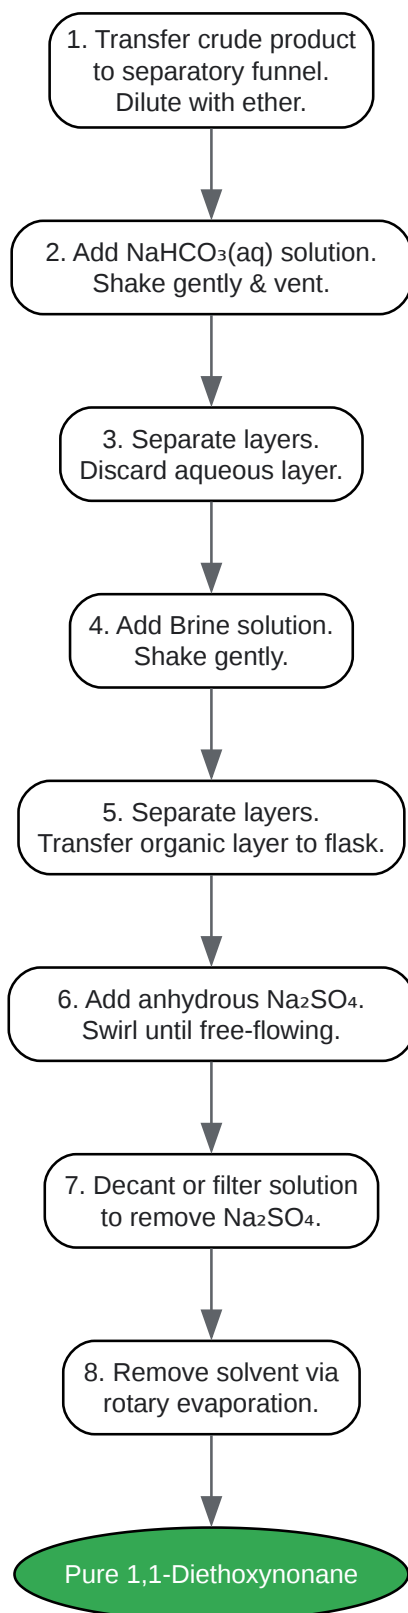 1. Transfer crude product
to separatory funnel.
Dilute with ether.
2. Add NaHCO₃(aq) solution.
Shake gently & vent.
3. Separate layers.
Discard aqueous layer.
4. Add Brine solution.
Shake gently.
5. Separate layers.
Transfer organic layer to flask.
6. Add anhydrous Na₂SO₄.
Swirl until free-flowing.
7. Decant or filter solution
to remove Na₂SO₄.
8. Remove solvent via
rotary evaporation.
Pure 1,1-Diethoxynonane